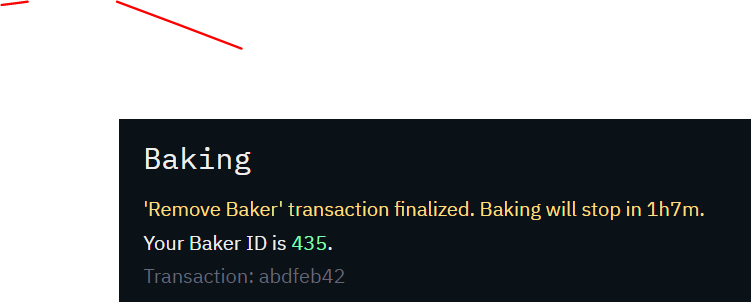 Baking
'Remove Baker' transaction finalized. Baking will stop in 1h7m.
Your Baker ID is 435.
Transaction: abdfeb42